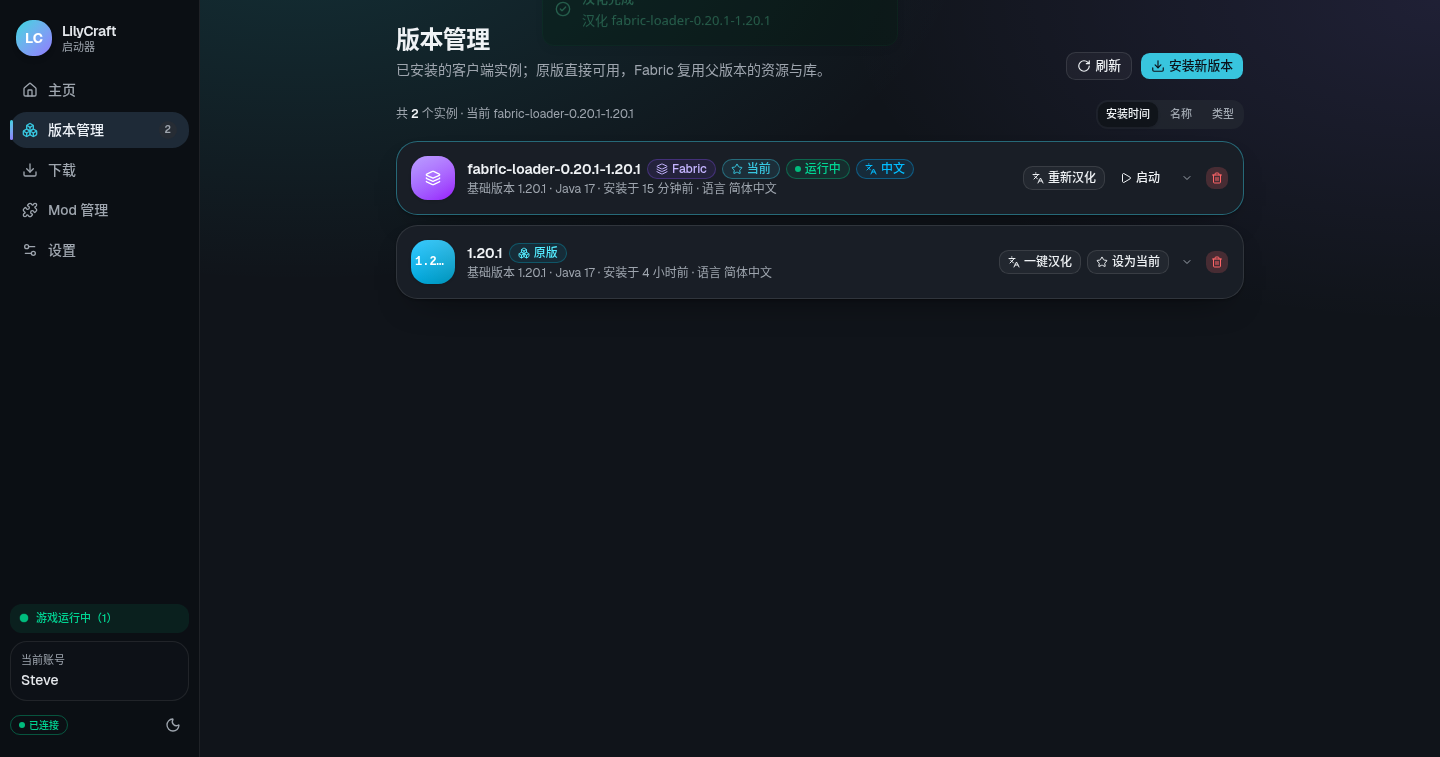 LC
LilyCraft
启动器
主页
版本管理 2
下载
Mod 管理
设置
游戏运行中（1）
当前账号
Steve
已连接
汉化完成
汉化 fabric-loader-0.20.1-1.20.1
版本管理
已安装的客户端实例；原版直接可用，Fabric 复用父版本的资源与库。
刷新 安装新版本
共 2 个实例 · 当前 fabric-loader-0.20.1-1.20.1
安装时间 名称 类型
fabric-loader-0.20.1-1.20.1 Fabric 当前 运行中 中文
基础版本 1.20.1 · Java 17 · 安装于 15 分钟前 · 语言 简体中文
重新汉化 启动
1.2…
1.20.1 原版
基础版本 1.20.1 · Java 17 · 安装于 4 小时前 · 语言 简体中文
一键汉化 设为当前